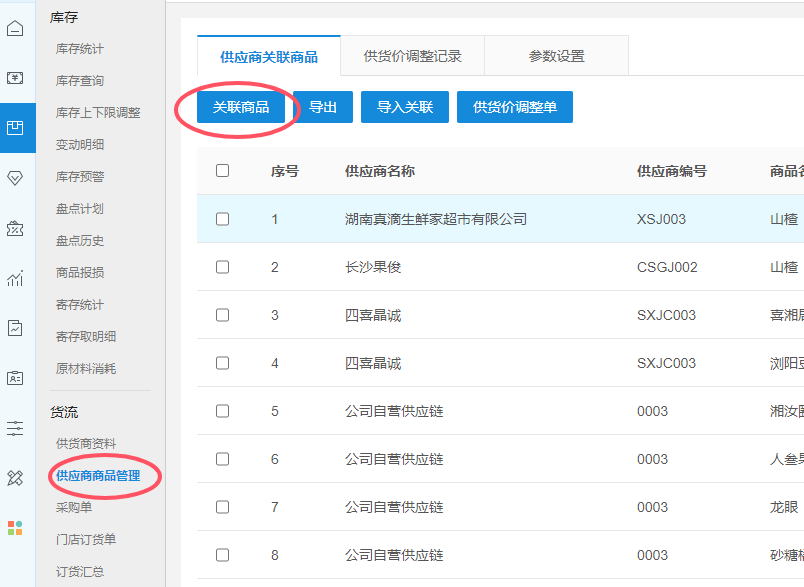 库存
库存统计
库存查询
库存上下限调整
变动明细
库存预警
盘点计划
盘点历史
商品报损
寄存统计
寄存取明细
原材料消耗
货流
供货商资料
供应商商品管理
采购单
门店订货单
订货汇总
供应商关联商品 供货价调整记录 参数设置
关联商品 导出 导入关联 供货价调整单
序号 供应商名称 供应商编号 商品名
1 湖南真滴生鲜家超市有限公司 XSJ003 山楂
2 长沙果俊 CSGJ002 山楂
3 四喜晶诚 SXJC003 喜湘
4 四喜晶诚 SXJC003 浏阳豆
5 公司自营供应链 0003 湘汝
6 公司自营供应链 0003 人叁果
7 公司自营供应链 0003 龙眼
8 公司自营供应链 0003 砂糖橘